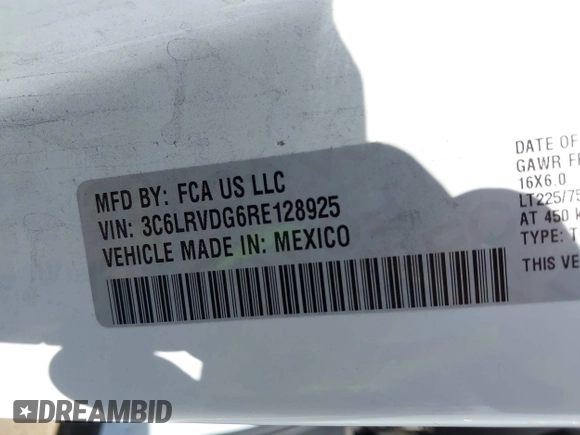 MFD BY: FCA US LLC
VIN: 3C6LRVDG6RE128925
VEHICLE MADE IN: MEXICO
DATE OF
GAWR FR
16X6.0
LT225/75
AT 450 K
TYPE: T
THIS VE
DREAMBID